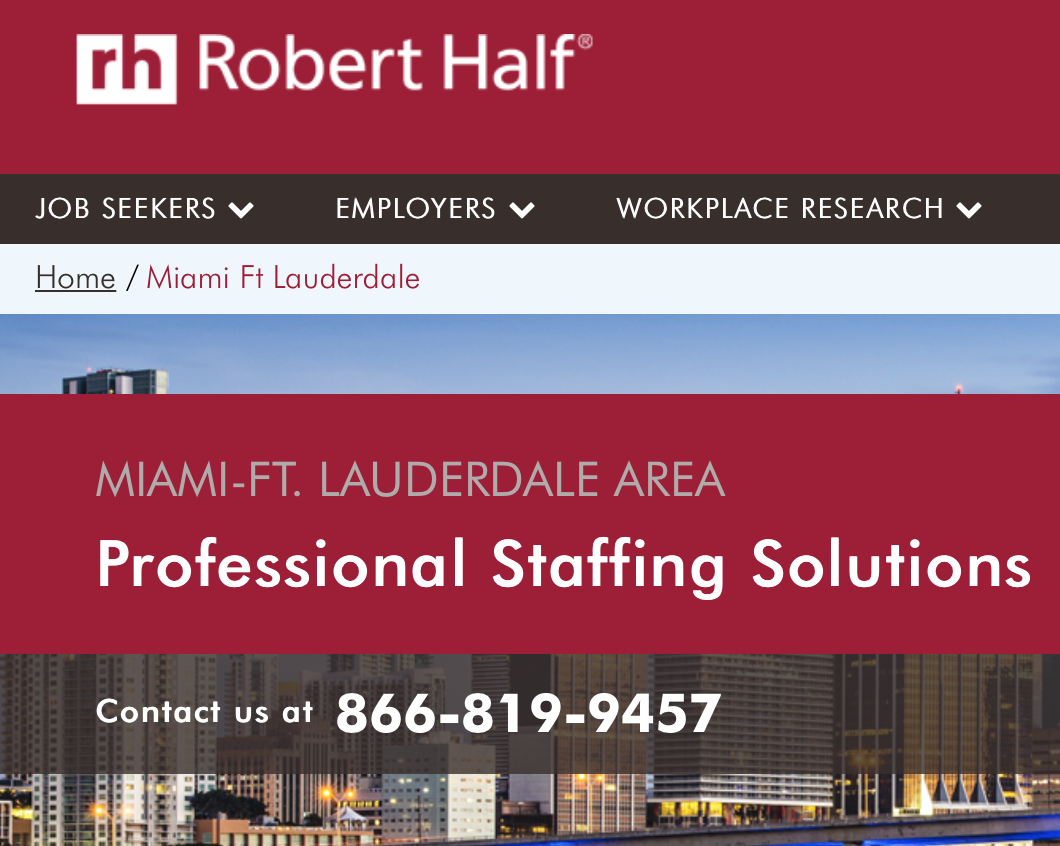 rh Robert Half®
JOB SEEKERS EMPLOYERS WORKPLACE RESEARCH
Home / Miami Ft Lauderdale
MIAMI-FT. LAUDERDALE AREA
Professional Staffing Solutions
Contact us at 866-819-9457